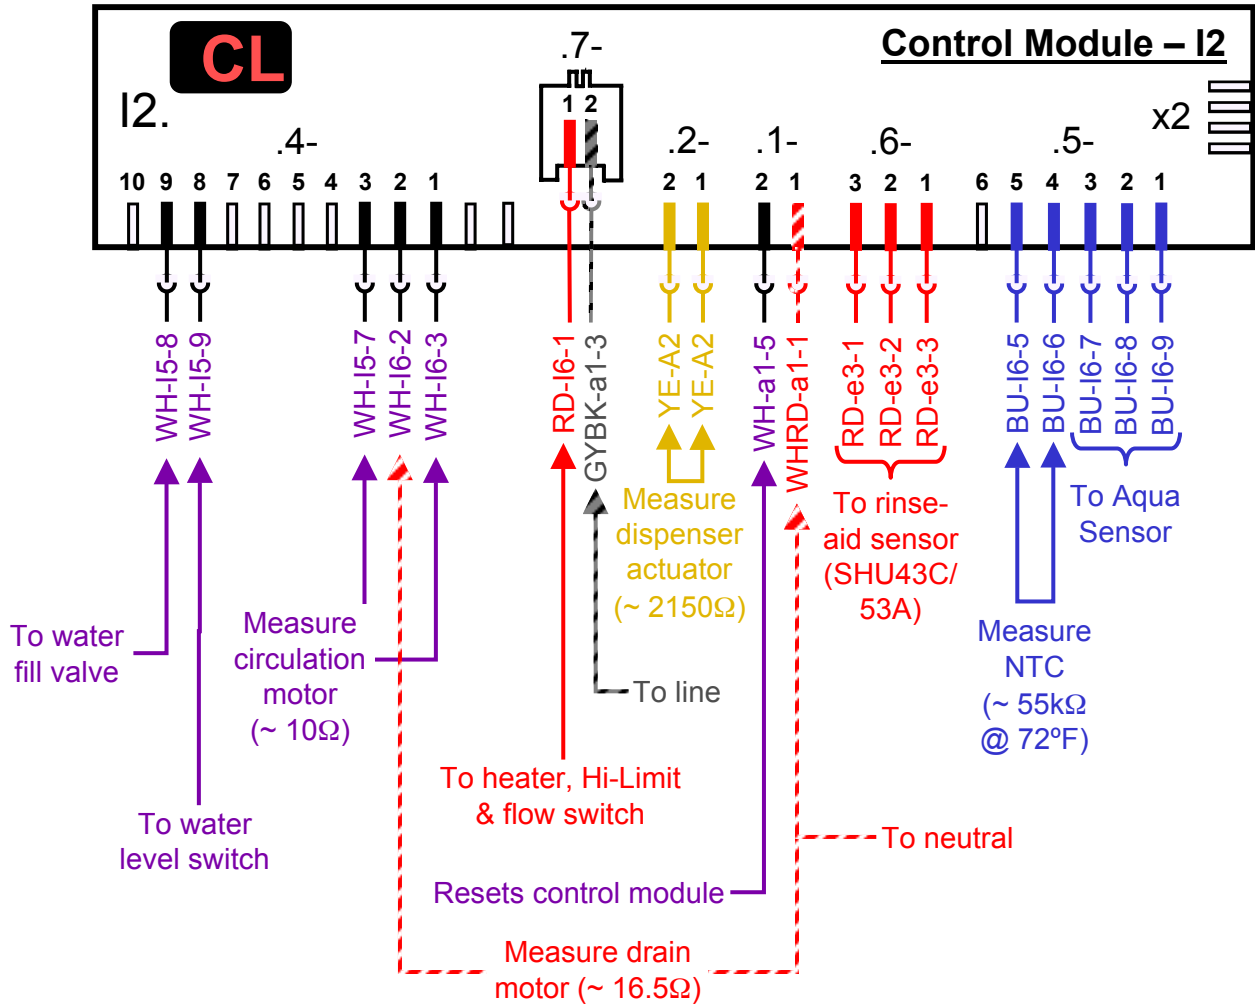 CL
.7-
Control Module – I2
I2.
1 2
x2
.4-
.2-
.1-
.6-
.5-
10 9 8 7 6 5 4 3 2 1
2 1
2 1
3 2 1
6 5 4 3 2 1
WH-I5-8
WH-I5-9
WH-I5-7
WH-I6-2
WH-I6-3
RD-I6-1
GYBK-a1-3
YE-A2
YE-A2
WH-a1-5
WHRD-a1-1
RD-e3-1
RD-e3-2
RD-e3-3
BU-I6-5
BU-I6-6
BU-I6-7
BU-I6-8
BU-I6-9
Measure
dispenser
actuator
(~ 2150Ω)
To rinse-
aid sensor
(SHU43C/
53A)
To Aqua
Sensor
To water
fill valve
Measure
circulation
motor
(~ 10Ω)
To line
Measure
NTC
(~ 55kΩ
@ 72ºF)
To heater, Hi-Limit
& flow switch
To water
level switch
To neutral
Resets control module
Measure drain
motor (~ 16.5Ω)